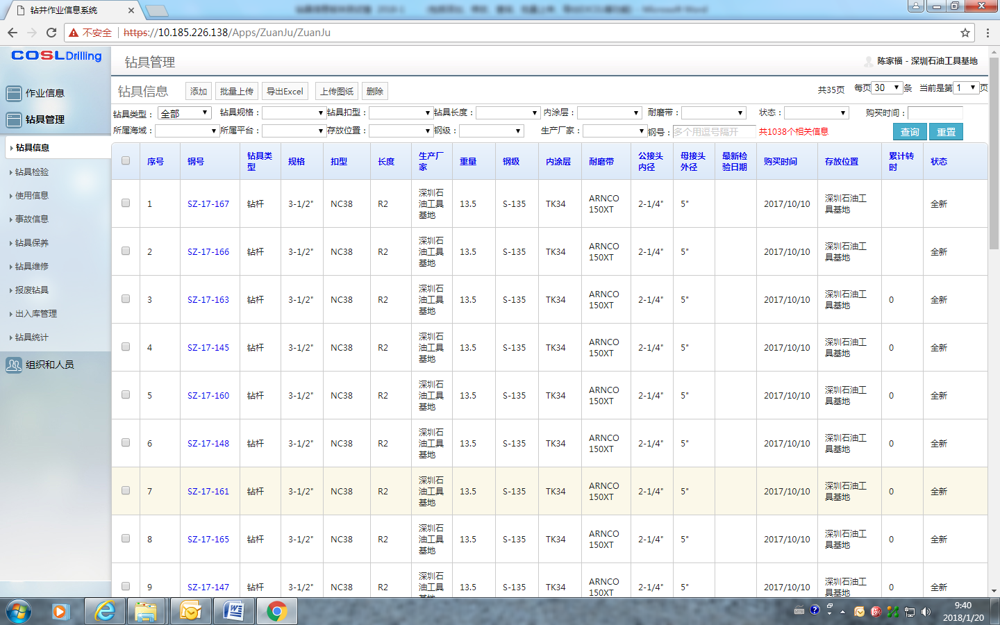 钻井作业信息系统
不安全 https://10.185.226.138/Apps/ZuanJu/ZuanJu
COSL Drilling
钻具管理
陈家福 - 深圳石油工具基地
作业信息
钻具管理
钻具信息
钻具检验
使用信息
事故信息
钻具保养
钻具维修
报废钻具
出入库管理
钻具统计
组织和人员
钻具信息 添加 批量上传 导出Excel 上传图纸 删除 共35页 每页 30 条 当前是第 1 页
钻具类型: 全部 钻具规格: 钻具扣型: 钻具长度: 内涂层: 耐磨带: 状态: 购买时间:
所属海域: 所属平台: 存放位置: 钢级: 生产厂家: 钢号: 多个用逗号隔开 共1038个相关信息 查询 重置
序号 钢号 钻具类型 规格 扣型 长度 生产厂家 重量 钢级 内涂层 耐磨带 公接头内径 母接头外径 最新检验日期 购买时间 存放位置 累计转时 状态
1 SZ-17-167 钻杆 3-1/2" NC38 R2 深圳石油工具基地 13.5 S-135 TK34 ARNCO 150XT 2-1/4" 5" 2017/10/10 深圳石油工具基地 全新
2 SZ-17-166 钻杆 3-1/2" NC38 R2 深圳石油工具基地 13.5 S-135 TK34 ARNCO 150XT 2-1/4" 5" 2017/10/10 深圳石油工具基地 全新
3 SZ-17-163 钻杆 3-1/2" NC38 R2 深圳石油工具基地 13.5 S-135 TK34 ARNCO 150XT 2-1/4" 5" 2017/10/10 深圳石油工具基地 0 全新
4 SZ-17-145 钻杆 3-1/2" NC38 R2 深圳石油工具基地 13.5 S-135 TK34 ARNCO 150XT 2-1/4" 5" 2017/10/10 深圳石油工具基地 0 全新
5 SZ-17-160 钻杆 3-1/2" NC38 R2 深圳石油工具基地 13.5 S-135 TK34 ARNCO 150XT 2-1/4" 5" 2017/10/10 深圳石油工具基地 0 全新
6 SZ-17-148 钻杆 3-1/2" NC38 R2 深圳石油工具基地 13.5 S-135 TK34 ARNCO 150XT 2-1/4" 5" 2017/10/10 深圳石油工具基地 0 全新
7 SZ-17-161 钻杆 3-1/2" NC38 R2 深圳石油工具基地 13.5 S-135 TK34 ARNCO 150XT 2-1/4" 5" 2017/10/10 深圳石油工具基地 0 全新
8 SZ-17-165 钻杆 3-1/2" NC38 R2 深圳石油工具基地 13.5 S-135 TK34 ARNCO 150XT 2-1/4" 5" 2017/10/10 深圳石油工具基地 0 全新
9 SZ-17-147 钻杆 3-1/2" NC38 R2 深圳石油工具 13.5 S-135 TK34 ARNCO 150XT 2-1/4" 5" 2017/10/10 深圳石油工具基地 0 全新
9:40
2018/1/20